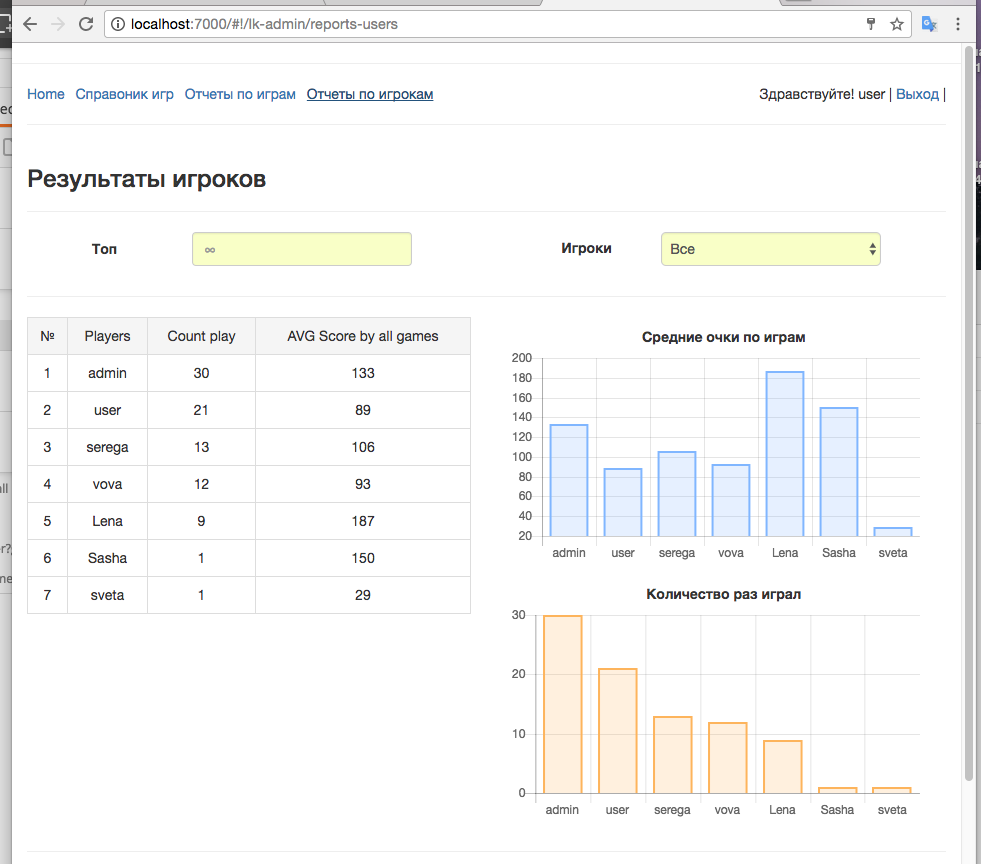 localhost:7000/#!/lk-admin/reports-users
Home Справоник игр Отчеты по играм Отчеты по игрокам Здравствуйте! user | Выход |
Результаты игроков
Топ ∞ Игроки Все
№ Players Count play AVG Score by all games
1 admin 30 133
2 user 21 89
3 serega 13 106
4 vova 12 93
5 Lena 9 187
6 Sasha 1 150
7 sveta 1 29
Средние очки по играм
200
180
160
140
120
100
80
60
40
20
admin user serega vova Lena Sasha sveta
Количество раз играл
30
20
10
0
admin user serega vova Lena Sasha sveta